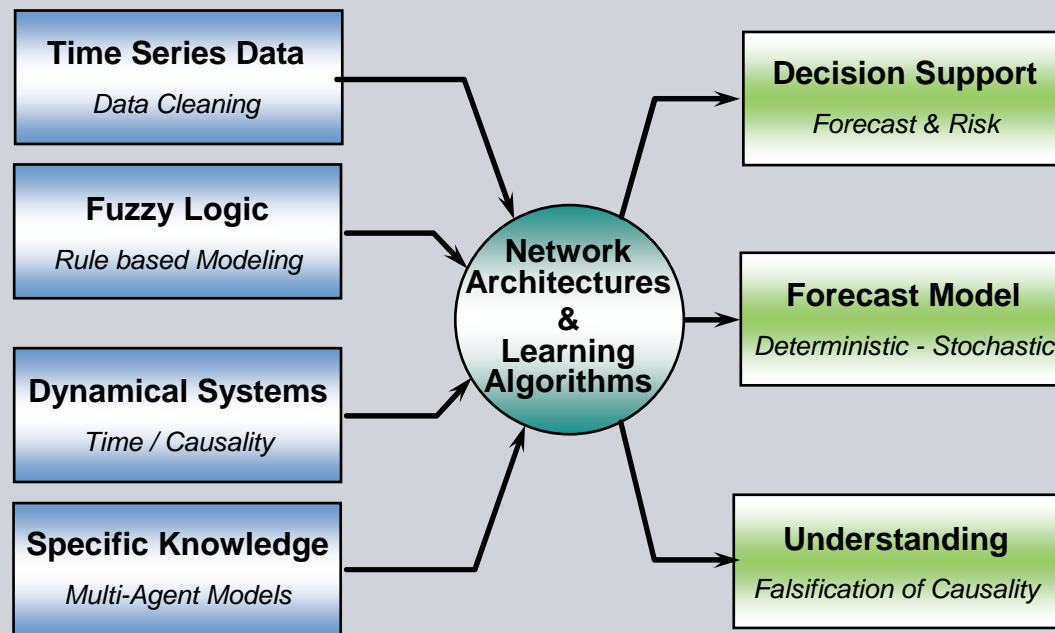 Time Series Data
Data Cleaning
Fuzzy Logic
Rule based Modeling
Dynamical Systems
Time / Causality
Specific Knowledge
Multi-Agent Models
Network
Architectures
&
Learning
Algorithms
Decision Support
Forecast & Risk
Forecast Model
Deterministic - Stochastic
Understanding
Falsification of Causality